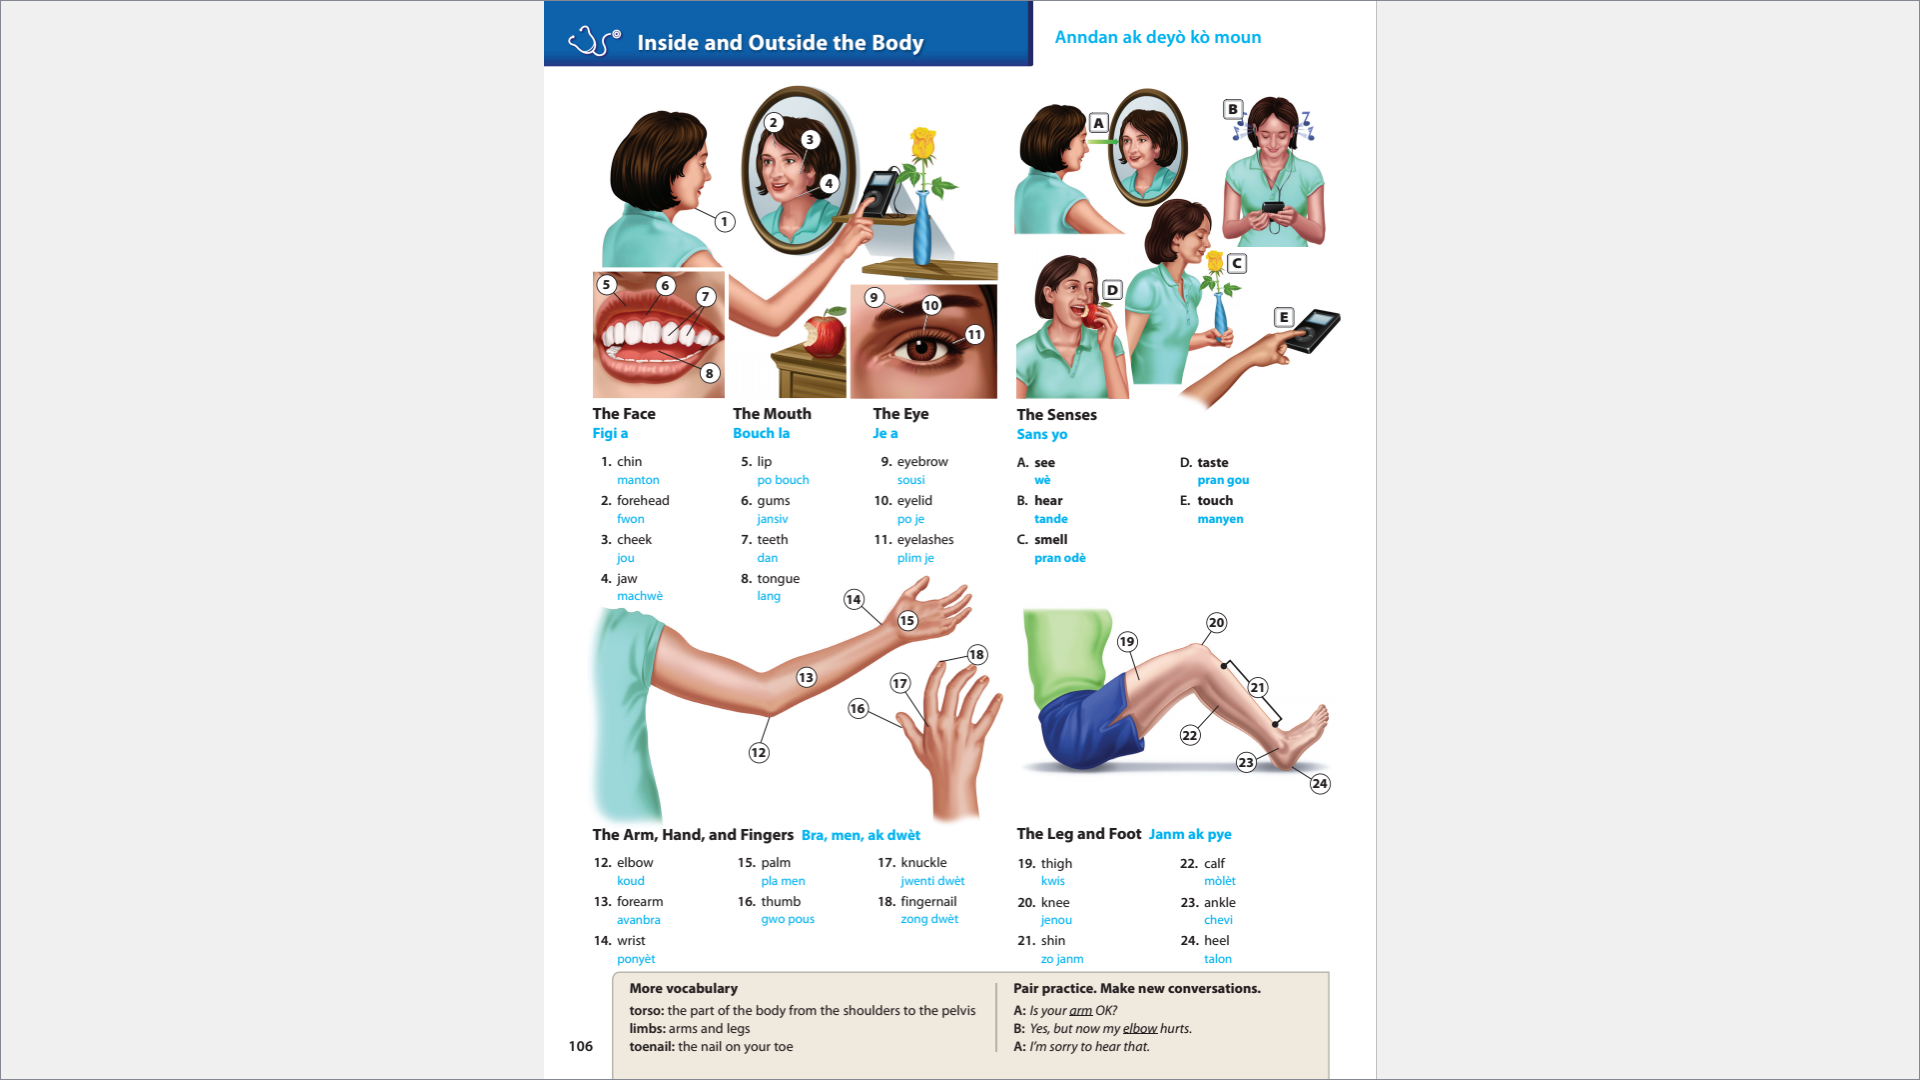 Inside and Outside the Body
Anndan ak deyò kò moun
2
3
4
1
A
B
C
D
E
5
6
7
8
9
10
11
The Face
Figi a
1. chin
manton
2. forehead
fwon
3. cheek
jou
4. jaw
machwè
The Mouth
Bouch la
5. lip
po bouch
6. gums
jansiv
7. teeth
dan
8. tongue
lang
The Eye
Je a
9. eyebrow
sousi
10. eyelid
po je
11. eyelashes
plim je
The Senses
Sans yo
A. see
wè
B. hear
tande
C. smell
pran odè
D. taste
pran gou
E. touch
manyen
14
15
13
18
17
16
12
20
19
21
22
23
24
The Arm, Hand, and Fingers Bra, men, ak dwèt
12. elbow
koud
13. forearm
avanbra
14. wrist
ponyèt
15. palm
pla men
16. thumb
gwo pous
17. knuckle
jwenti dwèt
18. fingernail
zong dwèt
The Leg and Foot Janm ak pye
19. thigh
kwis
20. knee
jenou
21. shin
zo janm
22. calf
mòlèt
23. ankle
chevi
24. heel
talon
More vocabulary
torso: the part of the body from the shoulders to the pelvis
limbs: arms and legs
toenail: the nail on your toe
Pair practice. Make new conversations.
A: Is your arm OK?
B: Yes, but now my elbow hurts.
A: I'm sorry to hear that.
106